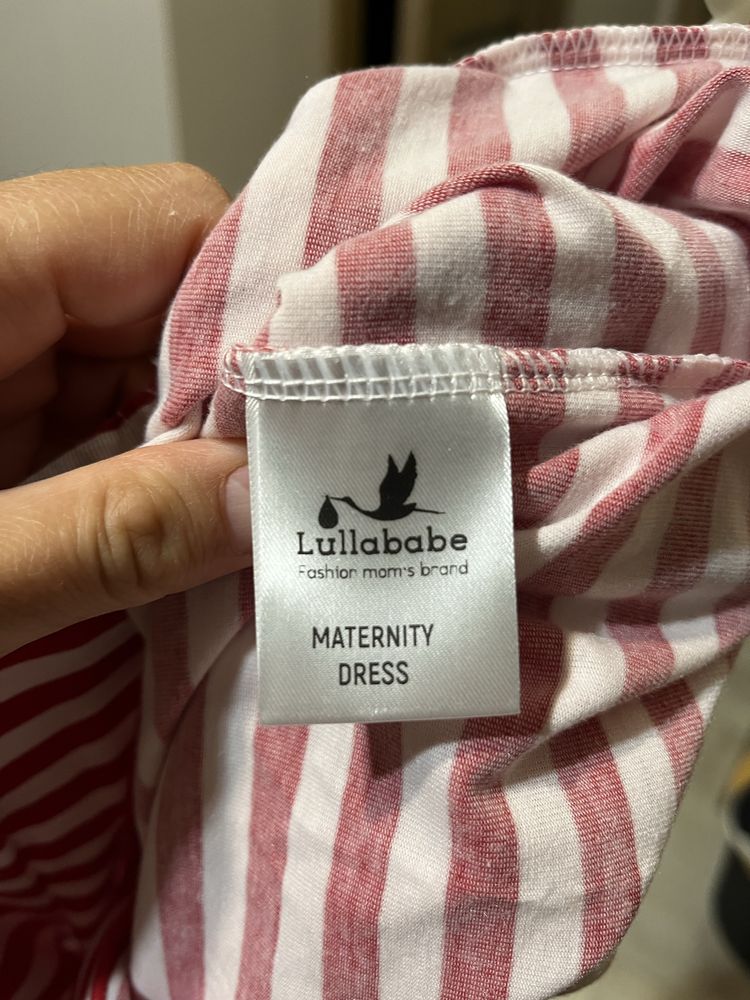 Lullababe
Fashion mom's brand
MATERNITY
DRESS